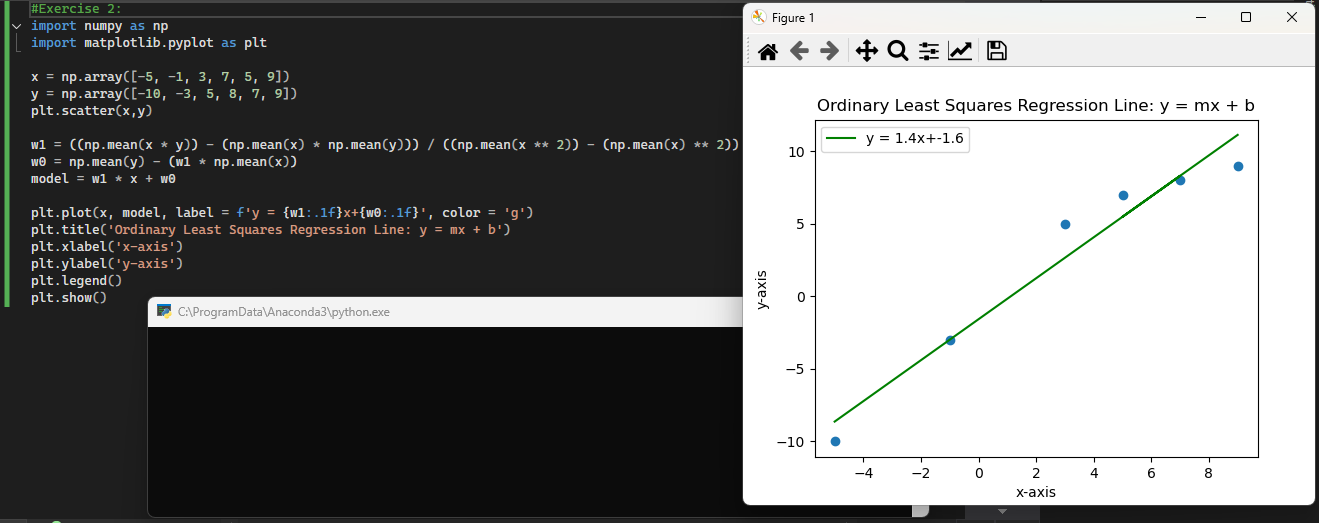 #Exercise 2:
import numpy as np
import matplotlib.pyplot as plt
x = np.array([-5, -1, 3, 7, 5, 9])
y = np.array([-10, -3, 5, 8, 7, 9])
plt.scatter(x,y)
w1 = ((np.mean(x * y)) - (np.mean(x) * np.mean(y))) / ((np.mean(x ** 2)) - (np.mean(x) ** 2))
w0 = np.mean(y) - (w1 * np.mean(x))
model = w1 * x + w0
plt.plot(x, model, label = f'y = {w1:.1f}x+{w0:.1f}', color = 'g')
plt.title('Ordinary Least Squares Regression Line: y = mx + b')
plt.xlabel('x-axis')
plt.ylabel('y-axis')
plt.legend()
plt.show()
C:\ProgramData\Anaconda3\python.exe
Figure 1
Ordinary Least Squares Regression Line: y = mx + b
y = 1.4x+-1.6
10
5
0
−5
−10
y-axis
−4 −2 0 2 4 6 8
x-axis